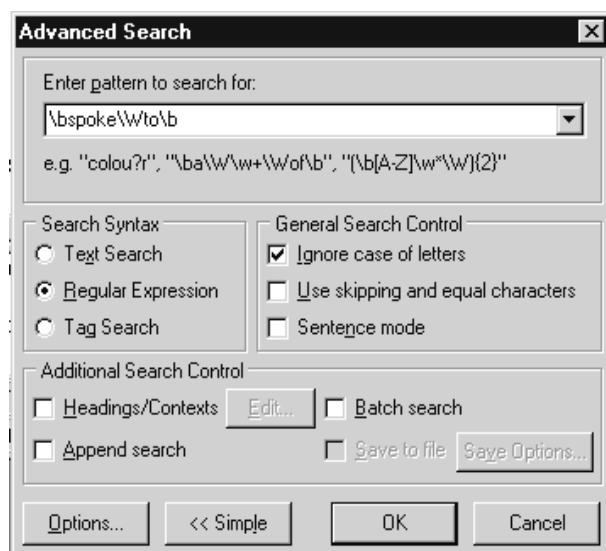 Advanced Search
Enter pattern to search for:
\bspoke\Wto\b
e.g. "colou?r", "\ba\W\w+\Wof\b", "(\b[A-Z]\w*\W){2}"
Search Syntax
Text Search
Regular Expression
Tag Search
General Search Control
Ignore case of letters
Use skipping and equal characters
Sentence mode
Additional Search Control
Headings/Contexts Edit... Batch search
Append search Save to file Save Options...
Options... << Simple OK Cancel